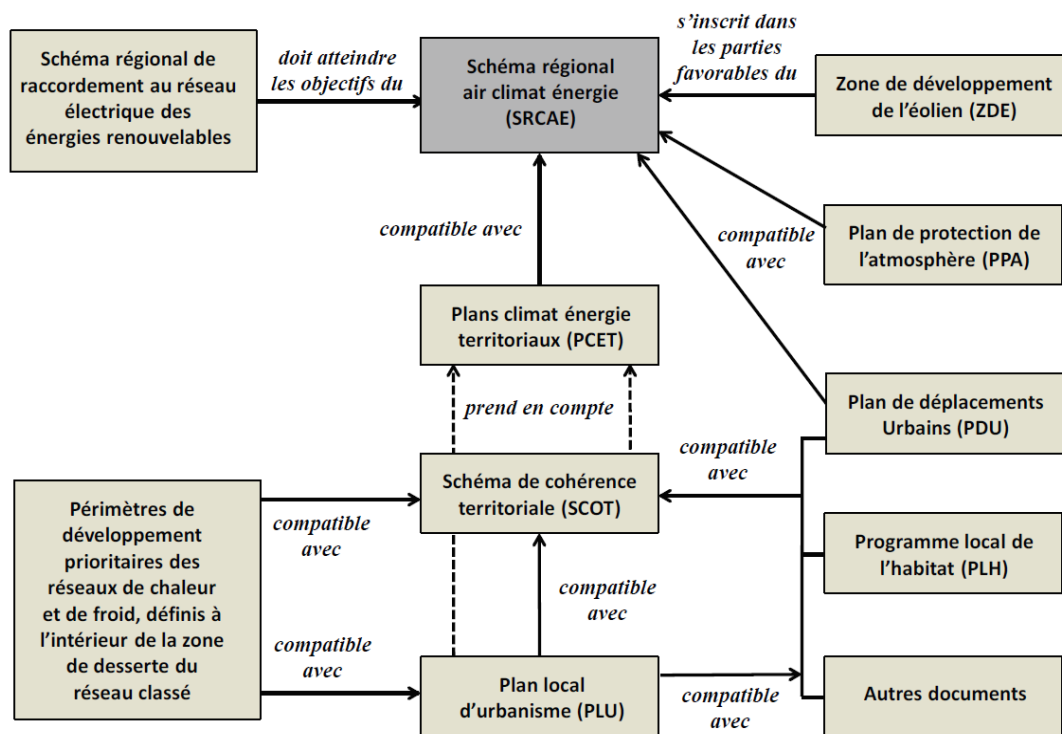 Schéma régional de
raccordement au réseau
électrique des
énergies renouvelables
doit atteindre
les objectifs du
Schéma régional
air climat énergie
(SRCAE)
s’inscrit dans
les parties
favorables du
Zone de développement
de l’éolien (ZDE)
compatible avec
compatible
avec
Plan de protection de
l’atmosphère (PPA)
Plans climat énergie
territoriaux (PCET)
prend en compte
Plan de déplacements
Urbains (PDU)
compatible
avec
Schéma de cohérence
territoriale (SCOT)
Périmètres de
développement
prioritaires des
réseaux de chaleur
et de froid, définis à
l’intérieur de la zone
de desserte du
réseau classé
compatible
avec
Programme local de
l’habitat (PLH)
compatible
avec
compatible
avec
Plan local
d’urbanisme (PLU)
compatible
avec
Autres documents